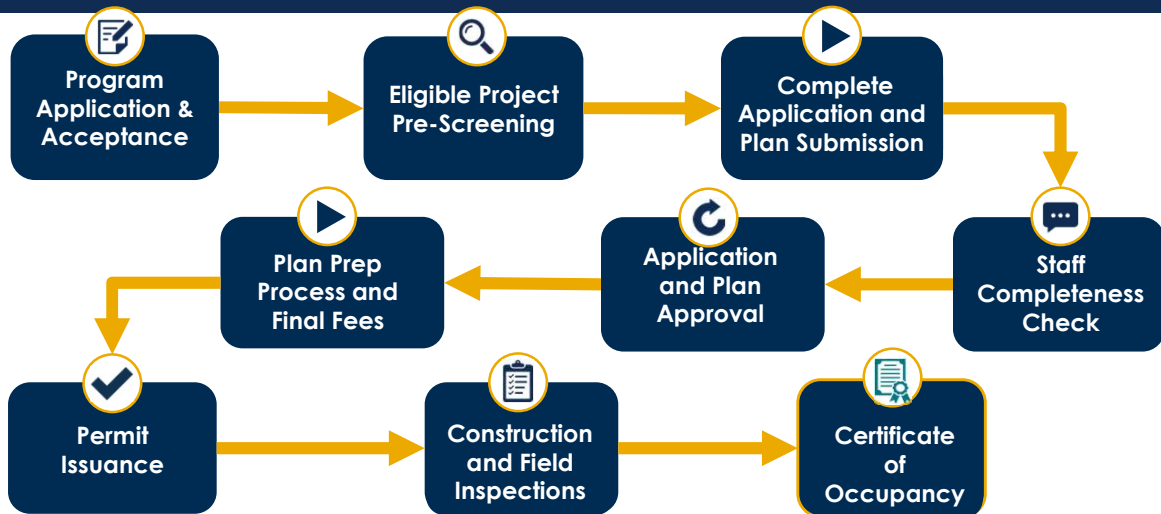 Program
Application &
Acceptance
Eligible Project
Pre-Screening
Complete
Application and
Plan Submission
Staff
Completeness
Check
Application
and Plan
Approval
Plan Prep
Process and
Final Fees
Permit
Issuance
Construction
and Field
Inspections
Certificate
of
Occupancy